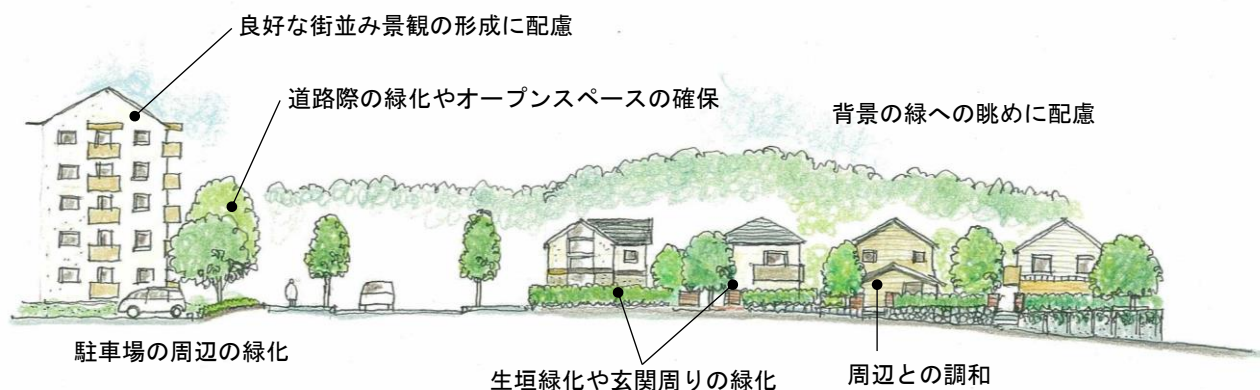 良好な街並み景観の形成に配慮
道路際の緑化やオープンスペースの確保
背景の緑への眺めに配慮
駐車場の周辺の緑化
生垣緑化や玄関周りの緑化
周辺との調和